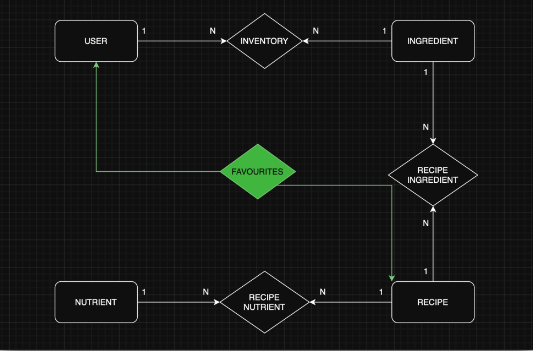 USER
1
N
INVENTORY
N
1
INGREDIENT
1
N
FAVOURITES
RECIPE
INGREDIENT
N
1
NUTRIENT
1
N
RECIPE
NUTRIENT
N
1
RECIPE